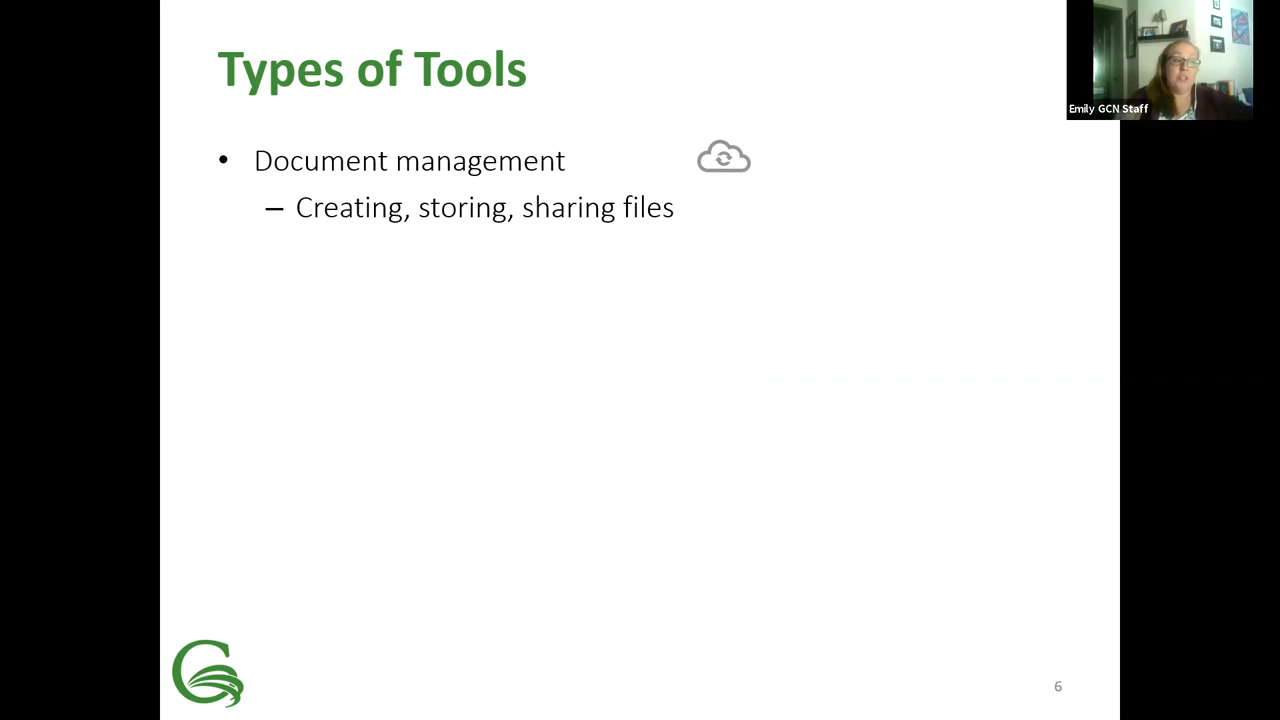 Types of Tools
Emily GCN Staff
• Document management
– Creating, storing, sharing files
6